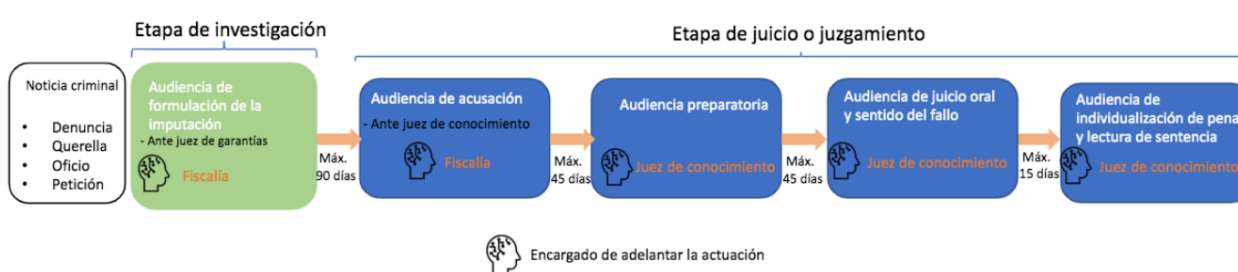 Etapa de investigación
Etapa de juicio o juzgamiento
Noticia criminal
• Denuncia
• Querella
• Oficio
• Petición
Audiencia de
formulación de la
imputación
- Ante juez de garantías
Fiscalía
Máx.
90 días
Audiencia de acusación
- Ante juez de conocimiento
Fiscalía
Máx.
45 días
Audiencia preparatoria
Juez de conocimiento
Máx.
45 días
Audiencia de juicio oral
y sentido del fallo
Juez de conocimiento
Máx.
15 días
Audiencia de
individualización de pena
y lectura de sentencia
Juez de conocimiento
Encargado de adelantar la actuación